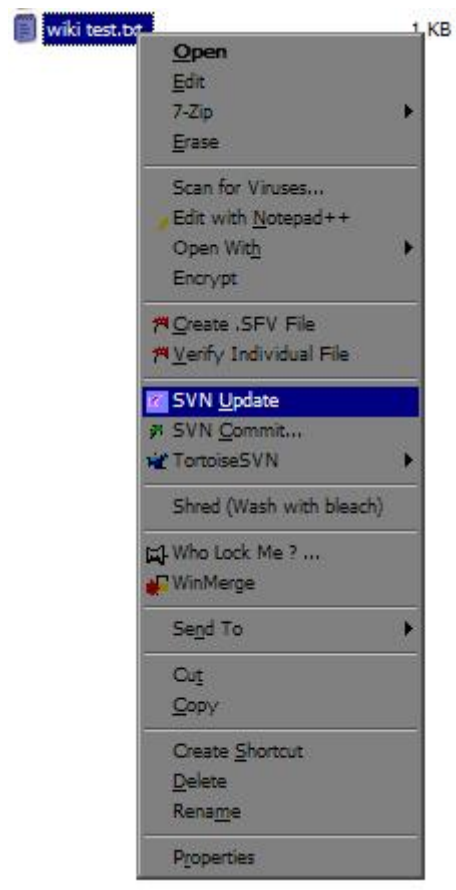 wiki test.txt 1 KB
Open
Edit
7-Zip
Erase
Scan for Viruses...
Edit with Notepad++
Open With
Encrypt
Create .SFV File
Verify Individual File
SVN Update
SVN Commit...
TortoiseSVN
Shred (Wash with bleach)
Who Lock Me ? ...
WinMerge
Send To
Cut
Copy
Create Shortcut
Delete
Rename
Properties